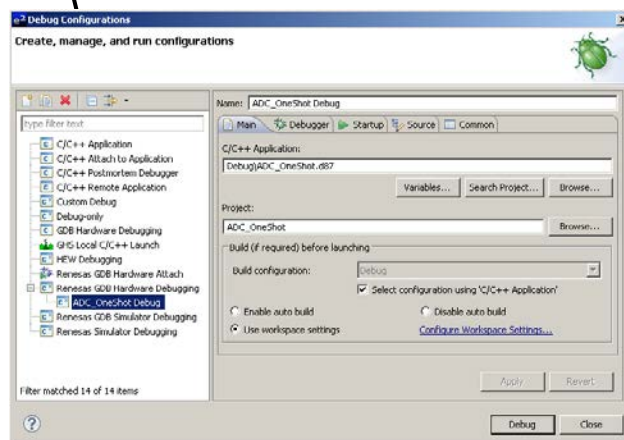 e² Debug Configurations
Create, manage, and run configurations
type filter text
C/C++ Application
C/C++ Attach to Application
C/C++ Postmortem Debugger
C/C++ Remote Application
Custom Debug
Debug-only
GDB Hardware Debugging
GHS Local C/C++ Launch
HEW Debugging
Renesas GDB Hardware Attach
Renesas GDB Hardware Debugging
ADC_OneShot Debug
Renesas GDB Simulator Debugging
Renesas Simulator Debugging
Filter matched 14 of 14 items
Name: ADC_OneShot Debug
Main Debugger Startup Source Common
C/C++ Application:
Debug\ADC_OneShot.d87
Variables... Search Project... Browse...
Project:
ADC_OneShot Browse...
Build (if required) before launching
Build configuration: Debug
Select configuration using 'C/C++ Application'
Enable auto build Disable auto build
Use workspace settings Configure Workspace Settings...
Apply Revert
? Debug Close